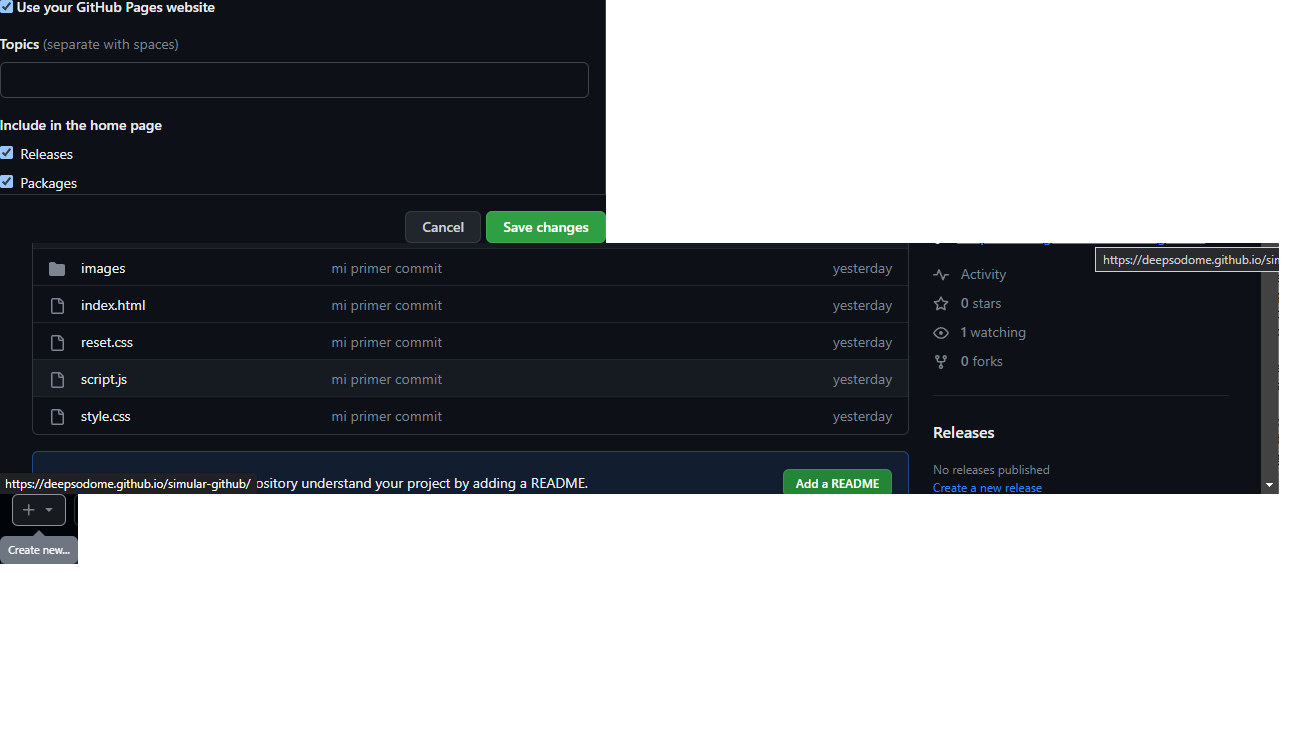 Use your GitHub Pages website
Topics (separate with spaces)
Include in the home page
Releases
Packages
Cancel Save changes
https://deepsodome.github.io/sim
images mi primer commit yesterday
Activity
index.html mi primer commit yesterday
0 stars
reset.css mi primer commit yesterday
1 watching
0 forks
script.js mi primer commit yesterday
style.css mi primer commit yesterday
Releases
No releases published
Create a new release
https://deepsodome.github.io/simular-github/ ository understand your project by adding a README.
Add a README
Create new...